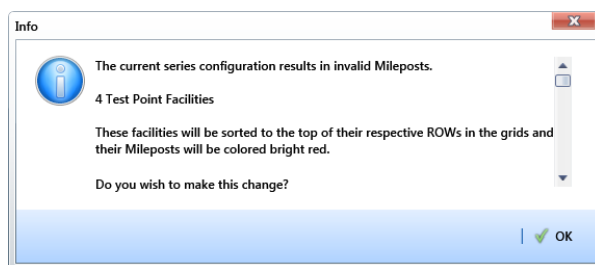 Info
The current series configuration results in invalid Mileposts.
4 Test Point Facilities
These facilities will be sorted to the top of their respective ROWs in the grids and
their Mileposts will be colored bright red.
Do you wish to make this change?
OK